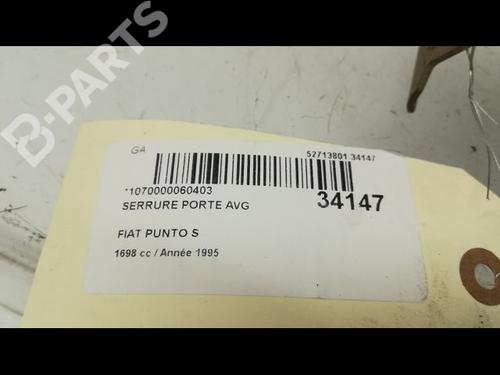 B-PARTS
GA
52713801 34147
*1070000060403
34147
SERRURE PORTE AVG
FIAT PUNTO S
1698 cc / Année 1995